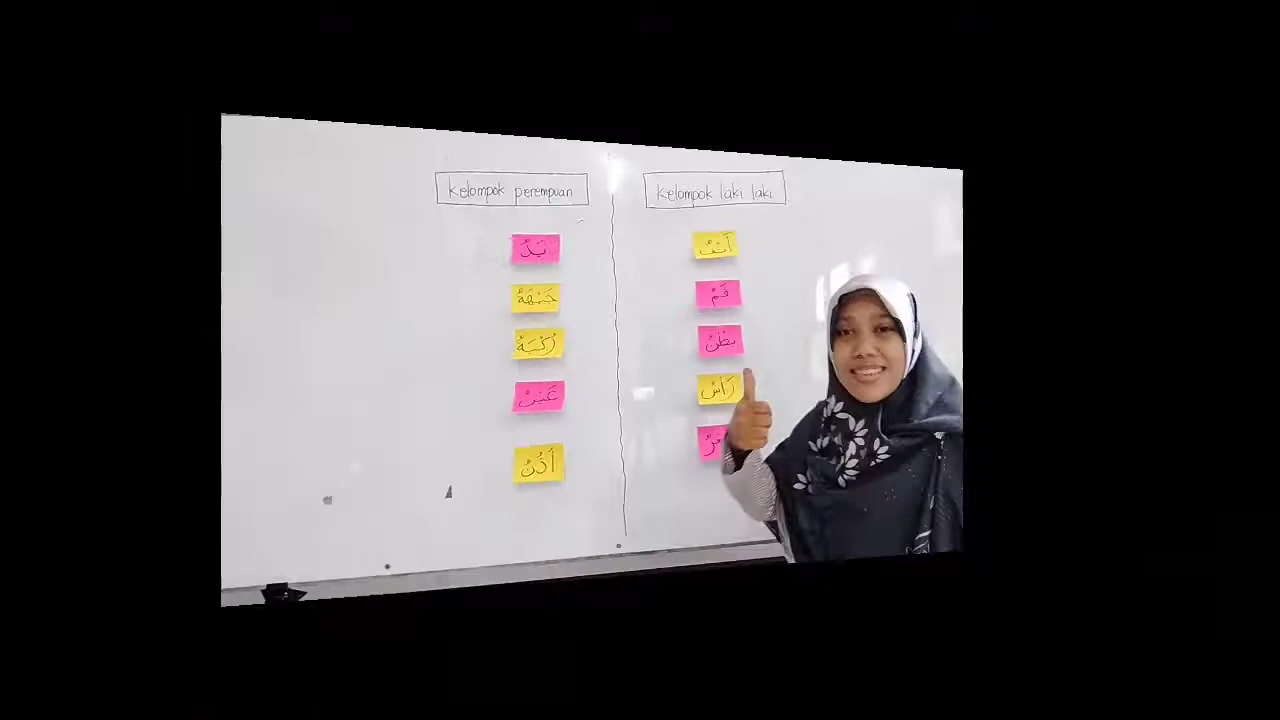 Kelompok perempuan
يَدٌ
جَبْهَةٌ
رُكْبَةٌ
عَيْنٌ
أُذُنٌ
Kelompok laki laki
فَمٌ
بَطْنٌ
رَأْسٌ